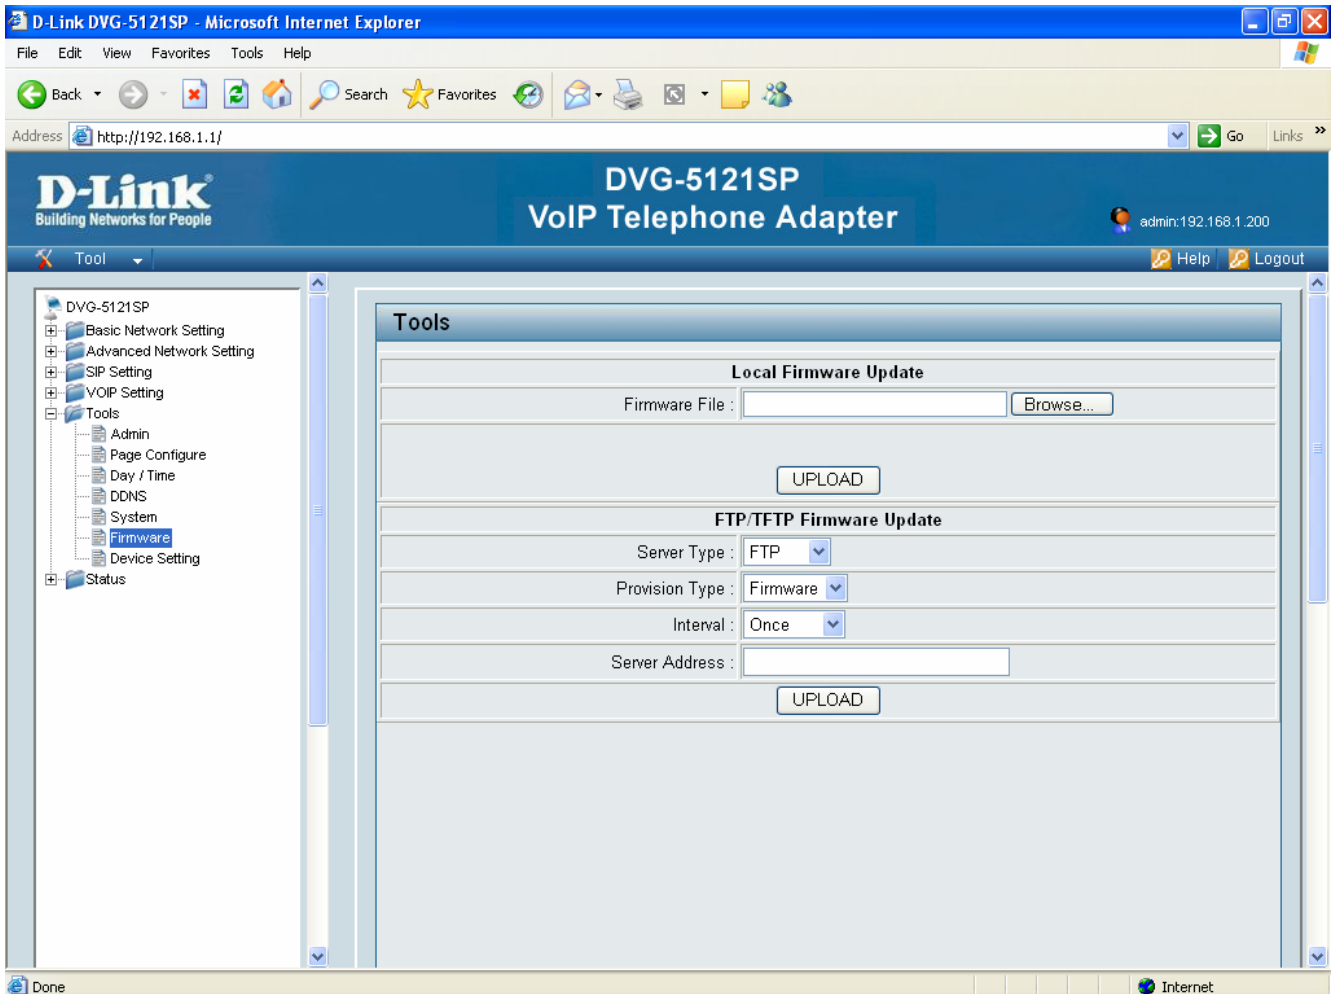 D-Link DVG-5121SP - Microsoft Internet Explorer
File Edit View Favorites Tools Help
Back Search Favorites
Address http://192.168.1.1/ Go Links »
D-Link®
Building Networks for People
DVG-5121SP
VoIP Telephone Adapter
admin:192.168.1.200
Tool Help Logout
DVG-5121SP
Basic Network Setting
Advanced Network Setting
SIP Setting
VOIP Setting
Tools
Admin
Page Configure
Day / Time
DDNS
System
Firmware
Device Setting
Status
Tools
Local Firmware Update
Firmware File : Browse...
UPLOAD
FTP/TFTP Firmware Update
Server Type : FTP
Provision Type : Firmware
Interval : Once
Server Address :
UPLOAD
Done Internet